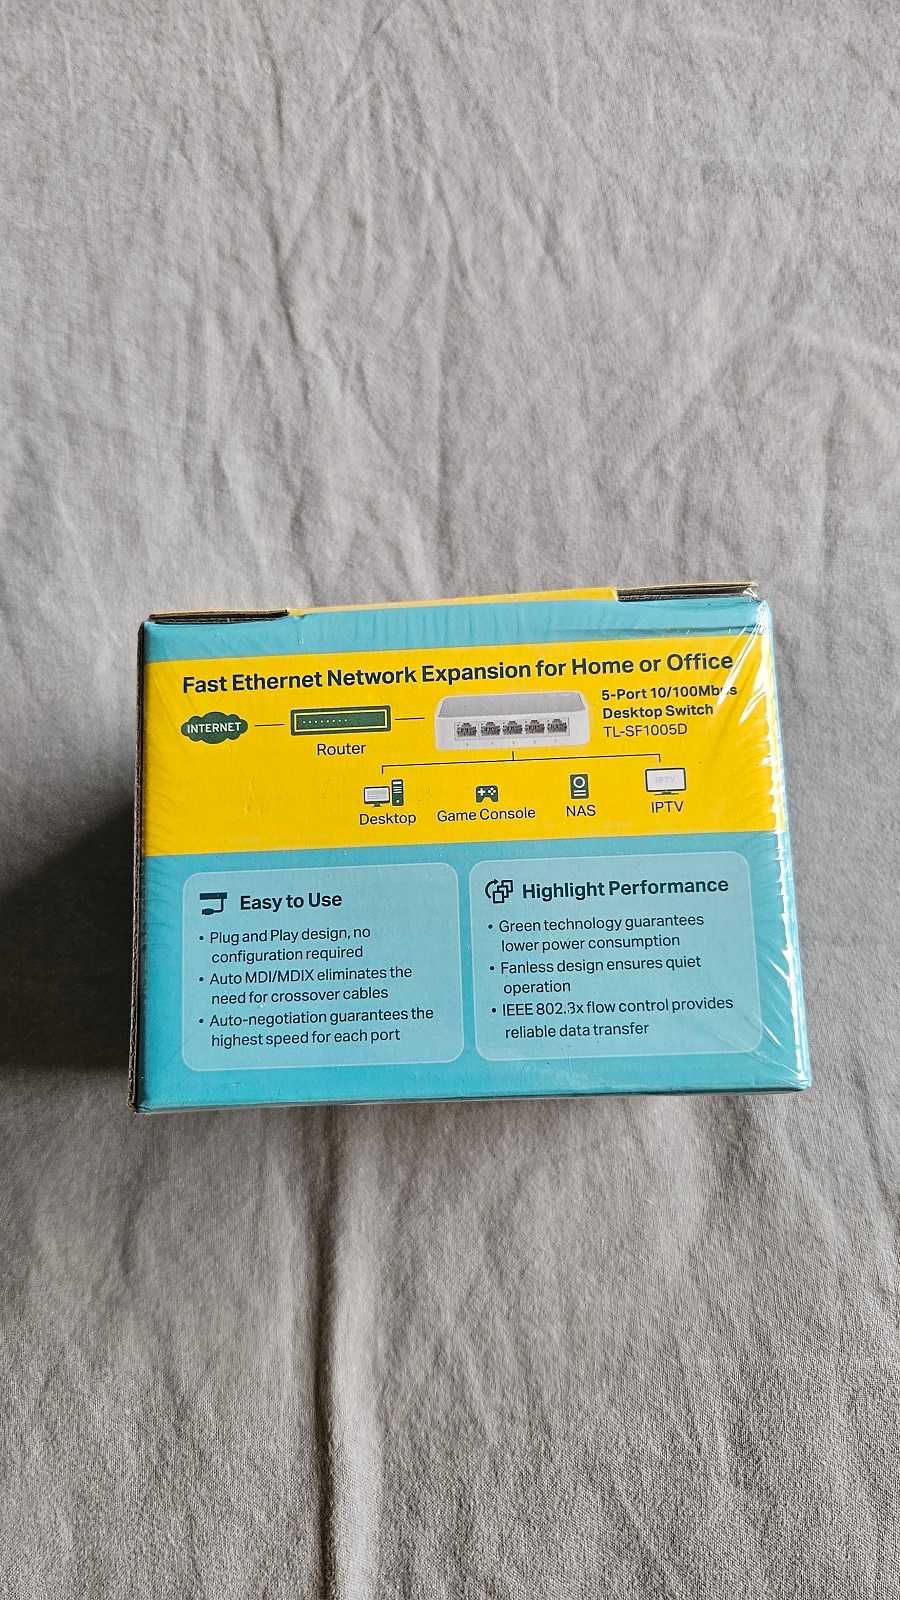 Fast Ethernet Network Expansion for Home or Office
INTERNET
Router
5-Port 10/100Mbps
Desktop Switch
TL-SF1005D
Desktop
Game Console
NAS
IPTV
IPTV
Easy to Use
• Plug and Play design, no
configuration required
• Auto MDI/MDIX eliminates the
need for crossover cables
• Auto-negotiation guarantees the
highest speed for each port
Highlight Performance
• Green technology guarantees
lower power consumption
• Fanless design ensures quiet
operation
• IEEE 802.3x flow control provides
reliable data transfer